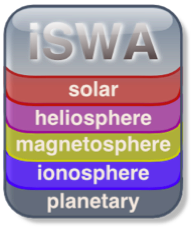 iSWA
solar
heliosphere
magnetosphere
ionosphere
planetary